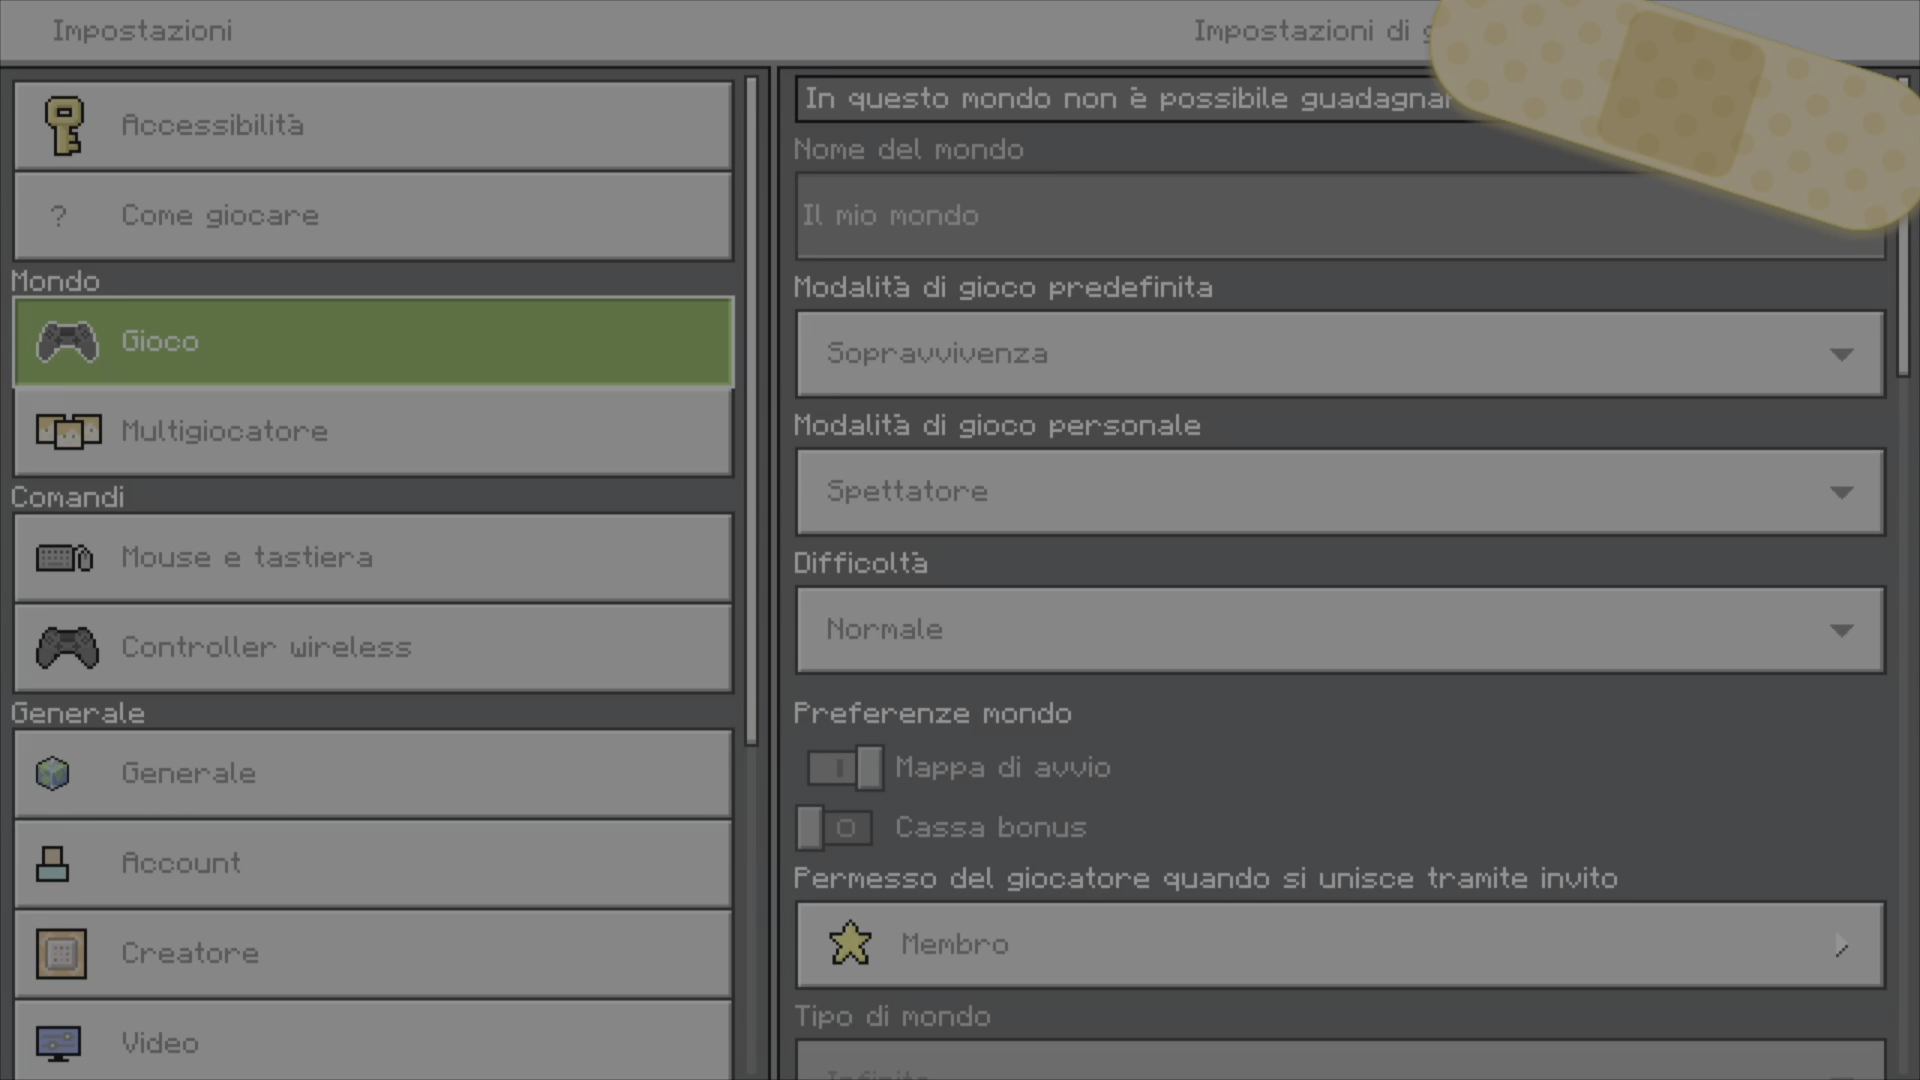 Impostazioni
Impostazioni di
Accessibilità
Come giocare
Mondo
Gioco
Multigiocatore
Comandi
Mouse e tastiera
Controller wireless
Generale
Generale
Account
Creatore
Video
In questo mondo non è possibile
Nome del mondo
Il mio mondo
Modalità di gioco predefinita
Sopravvivenza
Modalità di gioco personale
Spettatore
Difficoltà
Normale
Preferenze mondo
Mappa di avvio
Cassa bonus
Permesso del giocatore quando si unisce tramite invito
Membro
Tipo di mondo